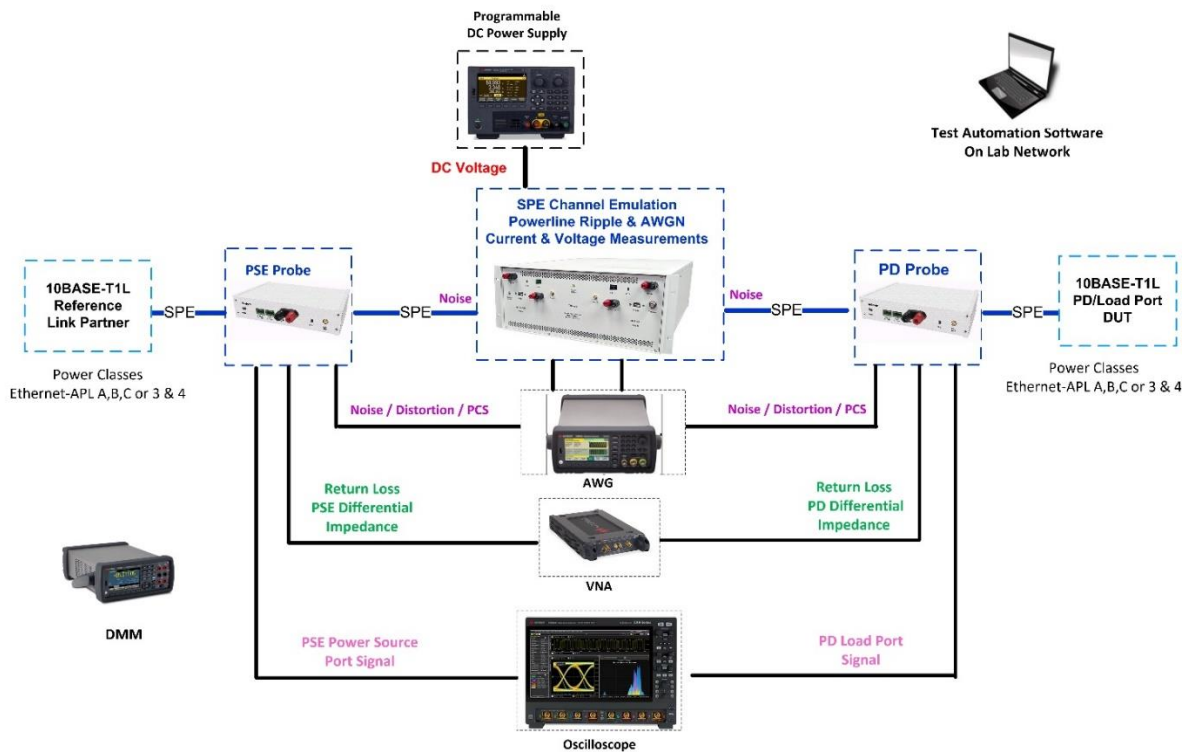 Programmable
DC Power Supply
Test Automation Software
On Lab Network
DC Voltage
SPE Channel Emulation
Powerline Ripple & AWGN
Current & Voltage Measurements
PSE Probe
PD Probe
10BASE-T1L
Reference
Link Partner
SPE
SPE
Noise
Noise
SPE
SPE
10BASE-T1L
PD/Load Port
DUT
Power Classes
Ethernet-APL A,B,C or 3 & 4
Power Classes
Ethernet-APL A,B,C or 3 & 4
Noise / Distortion / PCS
Noise / Distortion / PCS
AWG
Return Loss
PSE Differential
Impedance
Return Loss
PD Differential
Impedance
VNA
DMM
PSE Power Source
Port Signal
PD Load Port
Signal
Oscilloscope